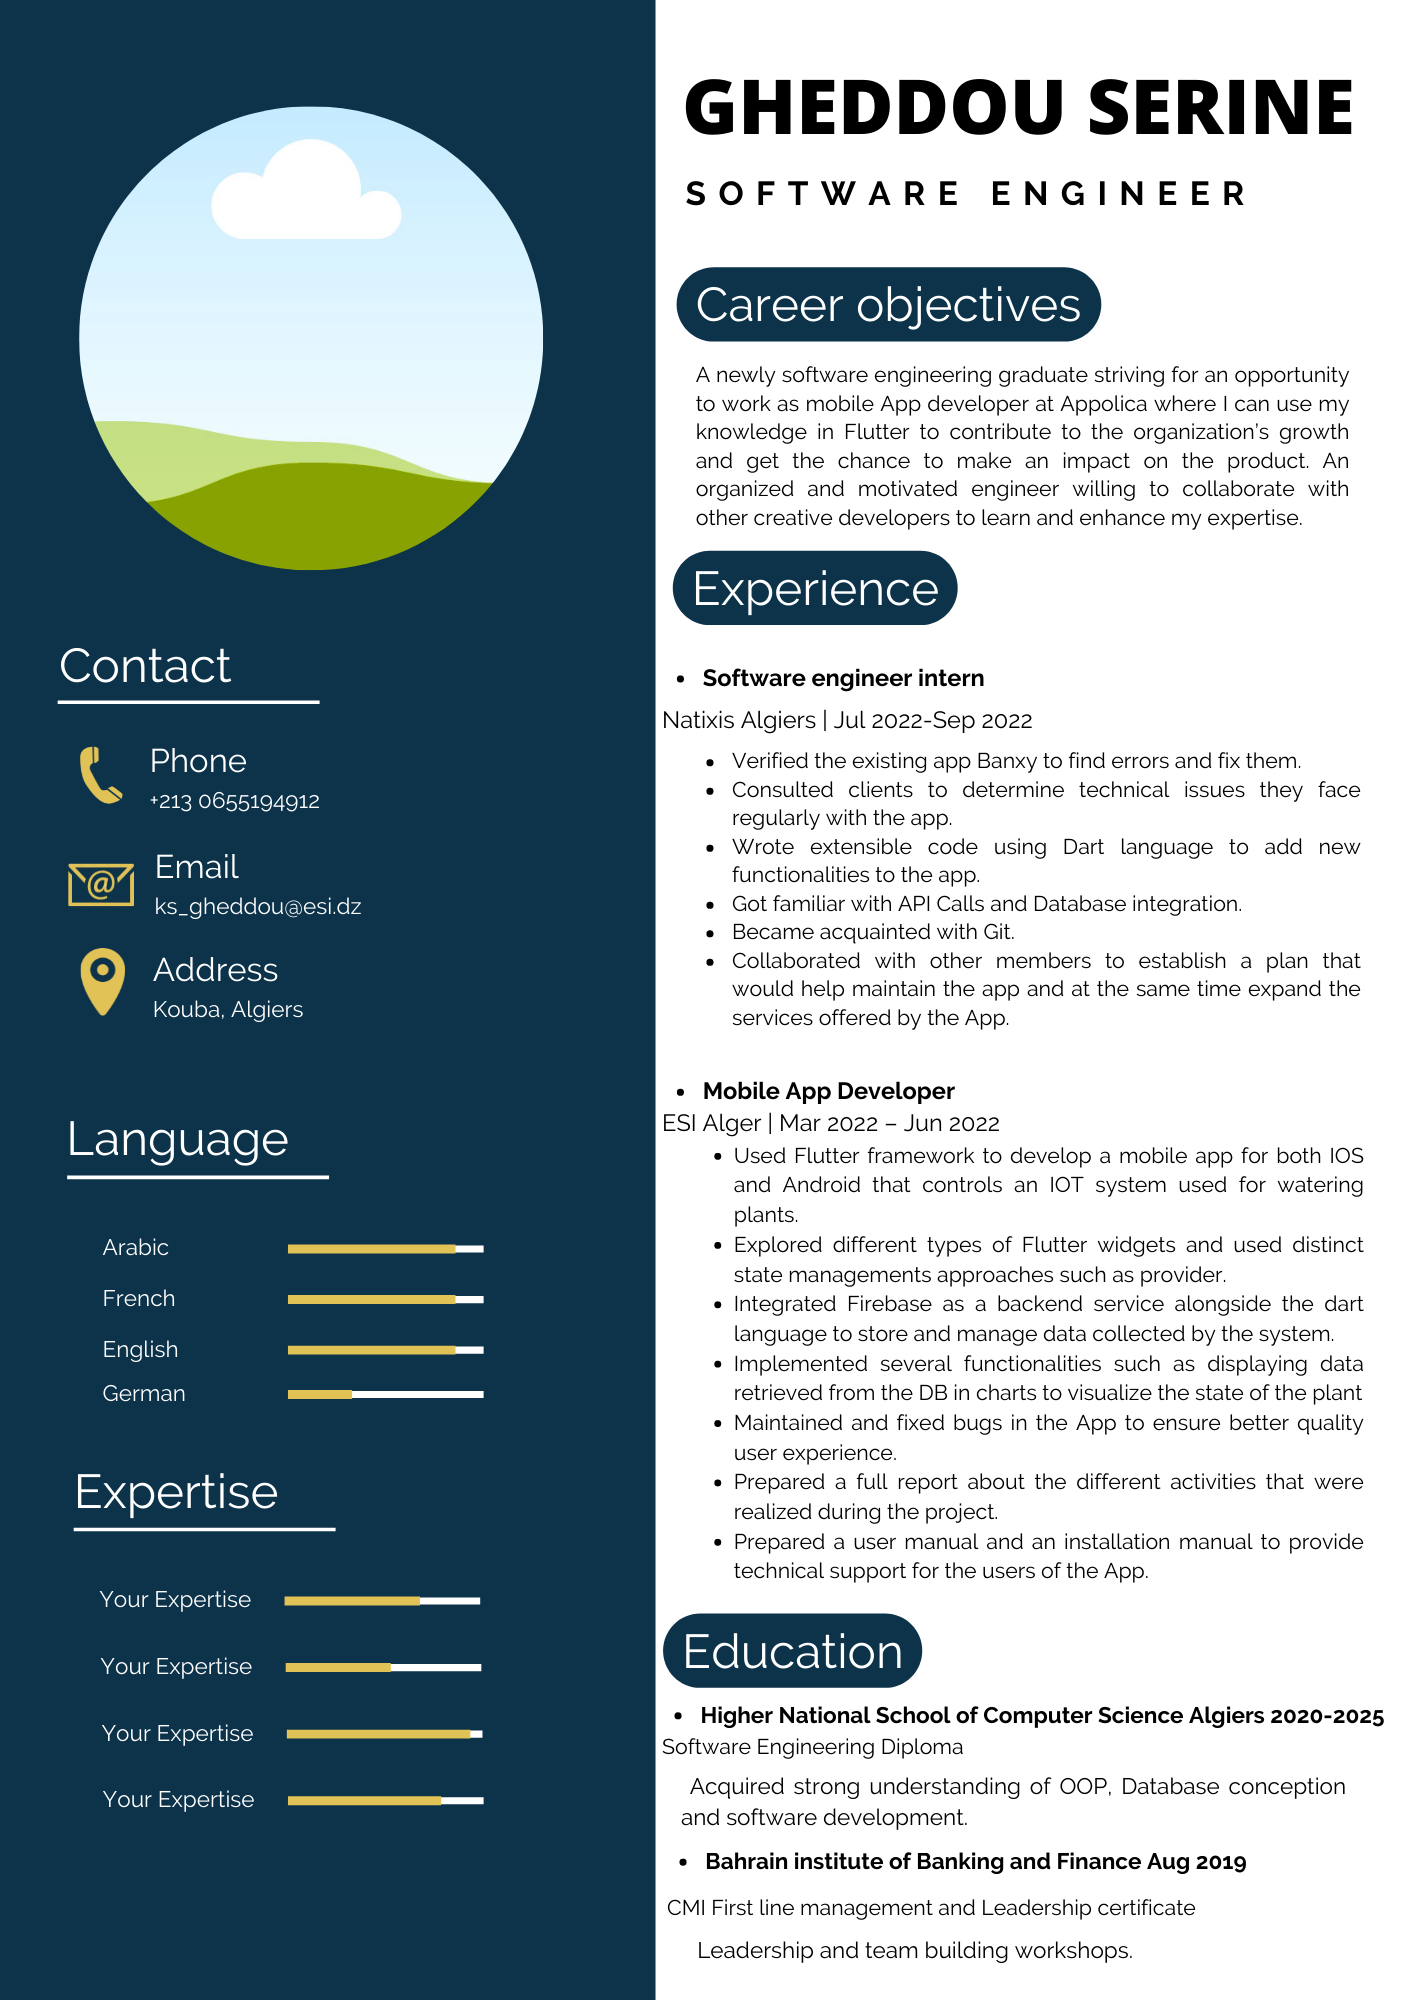 GHEDDOU SERINE
SOFTWARE ENGINEER
Career objectives
A newly software engineering graduate striving for an opportunity
to work as mobile App developer at Appolica where I can use my
knowledge in Flutter to contribute to the organization's growth
and get the chance to make an impact on the product. An
organized and motivated engineer willing to collaborate with
other creative developers to learn and enhance my expertise.
Experience
• Software engineer intern
Natixis Algiers | Jul 2022-Sep 2022
• Verified the existing app Banxy to find errors and fix them.
• Consulted clients to determine technical issues they face
regularly with the app.
• Wrote extensible code using Dart language to add new
functionalities to the app.
• Got familiar with API Calls and Database integration.
• Became acquainted with Git.
• Collaborated with other members to establish a plan that
would help maintain the app and at the same time expand the
services offered by the App.
• Mobile App Developer
ESI Alger | Mar 2022 – Jun 2022
• Used Flutter framework to develop a mobile app for both IOS
and Android that controls an IOT system used for watering
plants.
• Explored different types of Flutter widgets and used distinct
state managements approaches such as provider.
• Integrated Firebase as a backend service alongside the dart
language to store and manage data collected by the system.
• Implemented several functionalities such as displaying data
retrieved from the DB in charts to visualize the state of the plant
• Maintained and fixed bugs in the App to ensure better quality
user experience.
• Prepared a full report about the different activities that were
realized during the project.
• Prepared a user manual and an installation manual to provide
technical support for the users of the App.
Education
• Higher National School of Computer Science Algiers 2020-2025
Software Engineering Diploma
Acquired strong understanding of OOP, Database conception
and software development.
• Bahrain institute of Banking and Finance Aug 2019
CMI First line management and Leadership certificate
Leadership and team building workshops.
Contact
Phone
+213 0655194912
Email
ks_gheddou@esi.dz
Address
Kouba, Algiers
Language
Arabic
French
English
German
Expertise
Your Expertise
Your Expertise
Your Expertise
Your Expertise